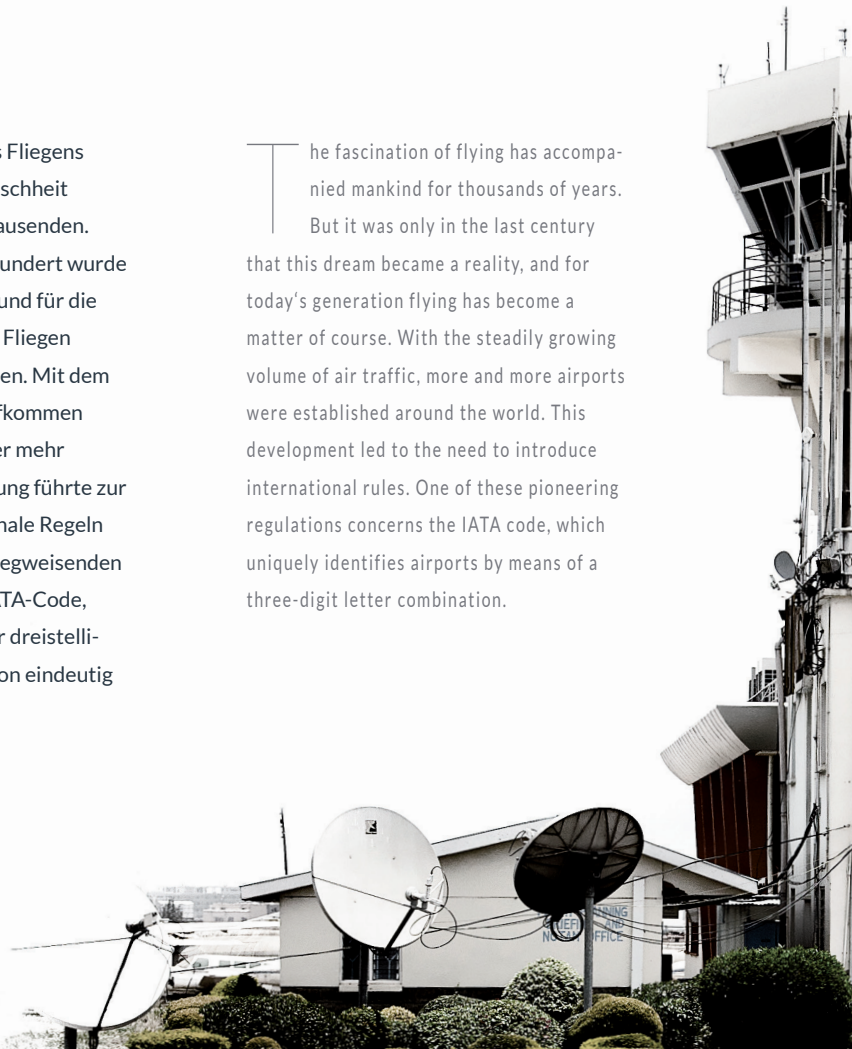 s Fliegens
schheit
ausenden.
undert wurde
und für die
Fliegen
en. Mit dem
fkommen
er mehr
ung führte zur
nale Regeln
egweisenden
TA-Code,
r dreistelli-
on eindeutig
The fascination of flying has accompa-
nied mankind for thousands of years.
But it was only in the last century
that this dream became a reality, and for
today‘s generation flying has become a
matter of course. With the steadily growing
volume of air traffic, more and more airports
were established around the world. This
development led to the need to introduce
international rules. One of these pioneering
regulations concerns the IATA code, which
uniquely identifies airports by means of a
three-digit letter combination.
AND
OFFICE